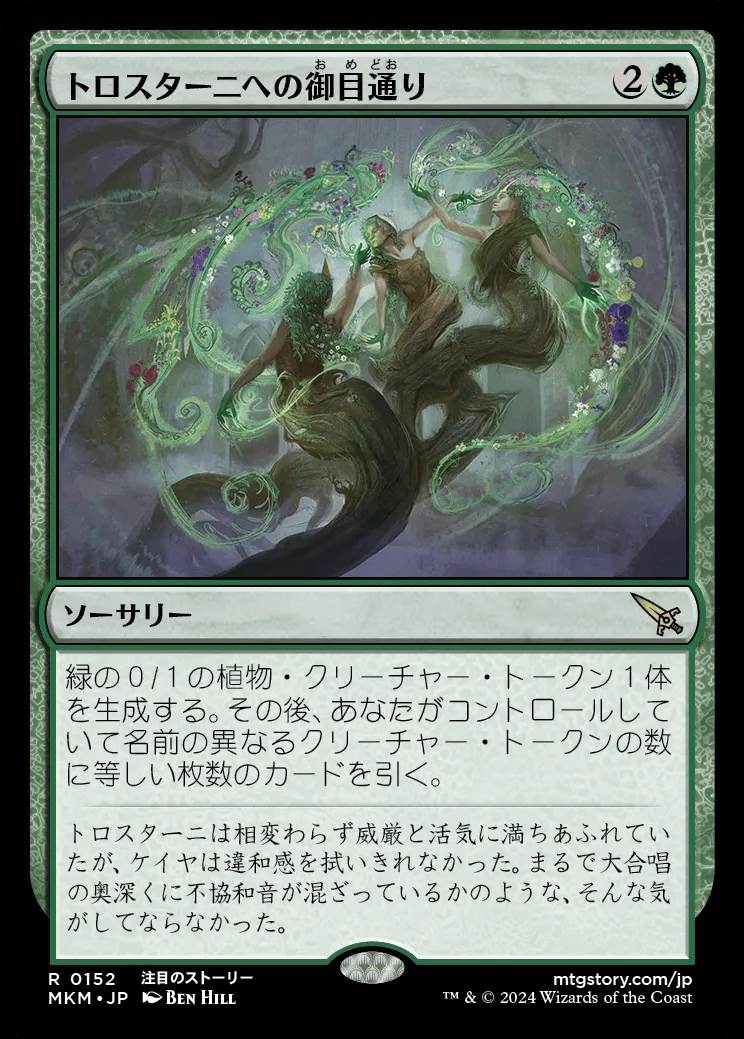 トロスターニへの御目通り
おめどお
2
ソーサリー
緑の０/１の植物・クリーチャー・トークン１体
を生成する。その後、あなたがコントロールして
いて名前の異なるクリーチャー・トークンの数
に等しい枚数のカードを引く。
トロスターニは相変わらず威厳と活気に満ちあふれてい
たが、ケイヤは違和感を拭いきれなかった。まるで大合唱
の奥深くに不協和音が混ざっているかのような、そんな気
がしてならなかった。
R 0152 注目のストーリー
MKM・JP BEN HILL
mtgstory.com/jp
™ & © 2024 Wizards of the Coast